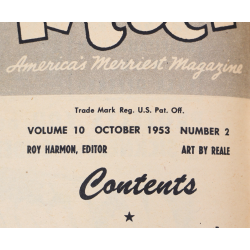 America's Merriest Magazine
Trade Mark Reg. U.S. Pat. Off.
VOLUME 10 OCTOBER 1953 NUMBER 2
ROY HARMON, EDITOR ART BY REALE
Contents